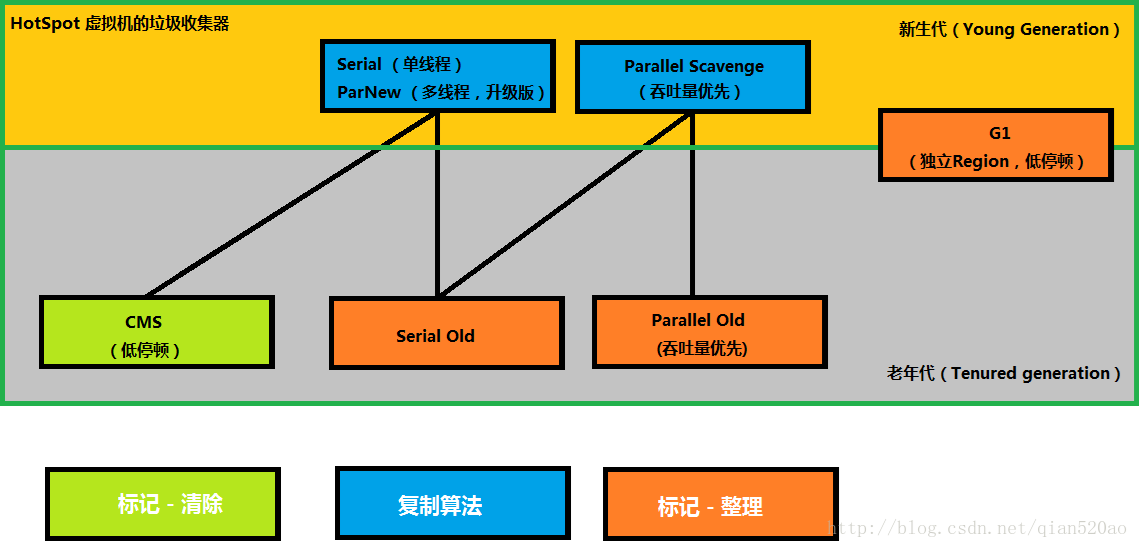 HotSpot 虚拟机的垃圾收集器
新生代（Young Generation）
Serial （单线程）
ParNew （多线程，升级版）
Parallel Scavenge
（吞吐量优先）
G1
（独立Region，低停顿）
CMS
（低停顿）
Serial Old
Parallel Old
(吞吐量优先)
老年代（Tenured generation）
标记 - 清除
复制算法
标记 - 整理
http://blog.csdn.net/qian520ao